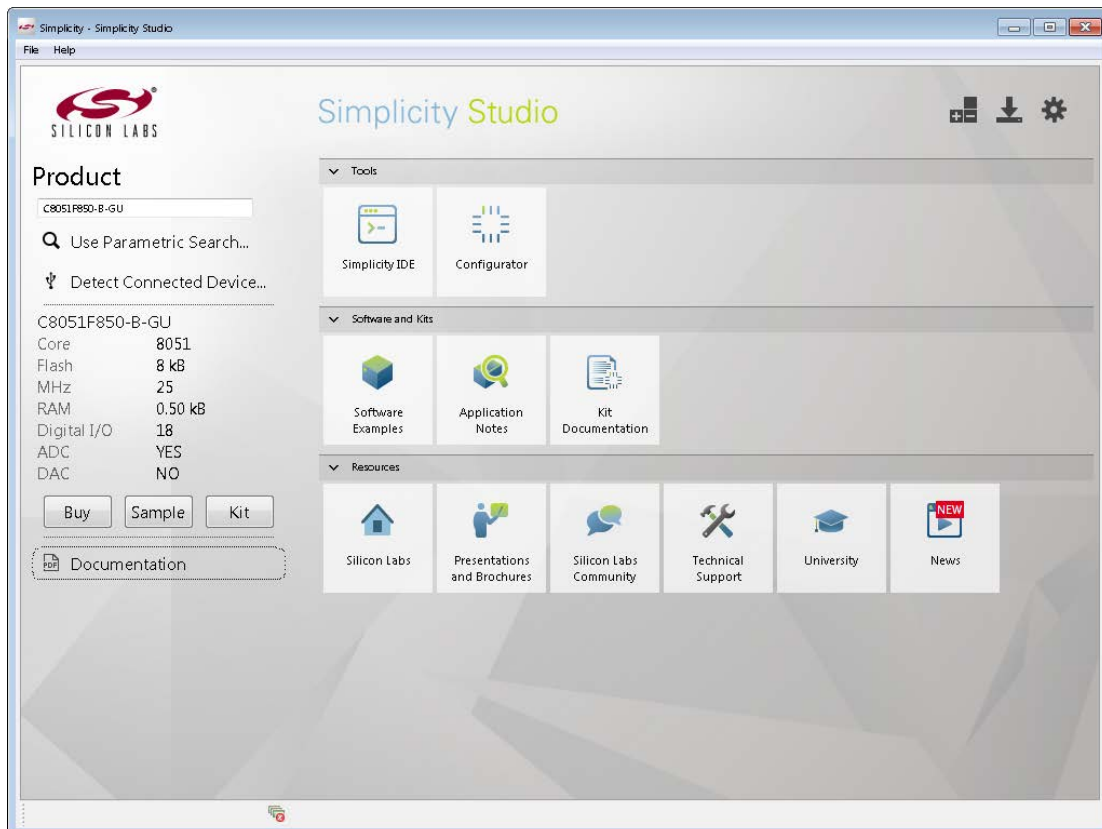 Simplicity - Simplicity Studio
File Help
SILICON LABS
Simplicity Studio
Product
C8051F850-B-GU
Use Parametric Search...
Detect Connected Device...
C8051F850-B-GU
Core 8051
Flash 8 kB
MHz 25
RAM 0.50 kB
Digital I/O 18
ADC YES
DAC NO
Buy Sample Kit
PDF Documentation
Tools
Simplicity IDE
Configurator
Software and Kits
Software
Examples
Application
Notes
Kit
Documentation
Resources
Silicon Labs
Presentations
and Brochures
Silicon Labs
Community
Technical
Support
University
NEW
News